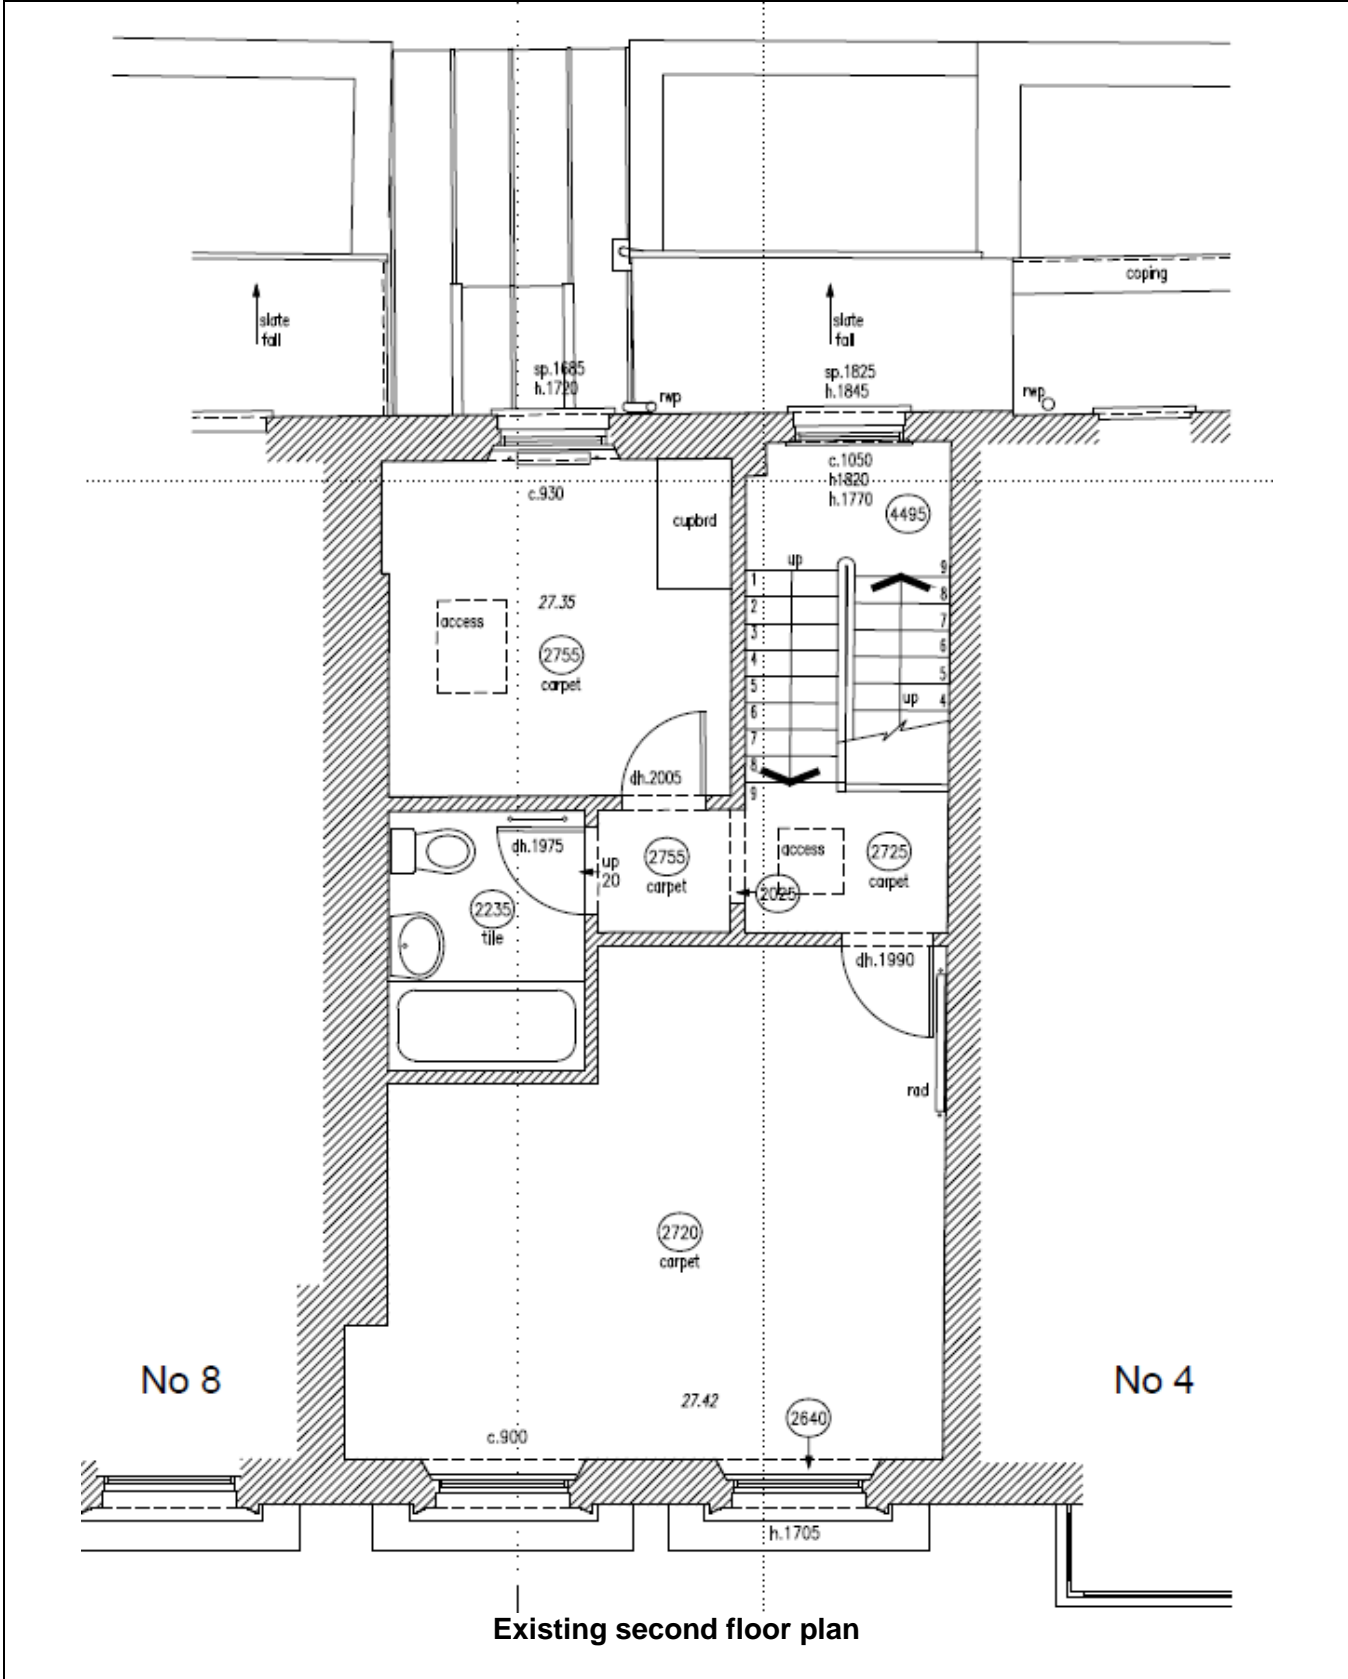 coping
slate
fall
slate
fall
sp.1685
h.1720
rwp
sp.1825
h.1845
rwp
c.930
c.1050
h1820
h.1770
4495
cupbrd
27.35
access
2755
carpet
up
1
2
3
4
5
6
7
8
9
9
8
7
6
5
4
up
dh.2005
dh.1975
up
20
2755
carpet
access
2725
carpet
2025
2235
tile
dh.1990
rad
2720
carpet
No 8
No 4
27.42
2640
c.900
h.1705
Existing second floor plan